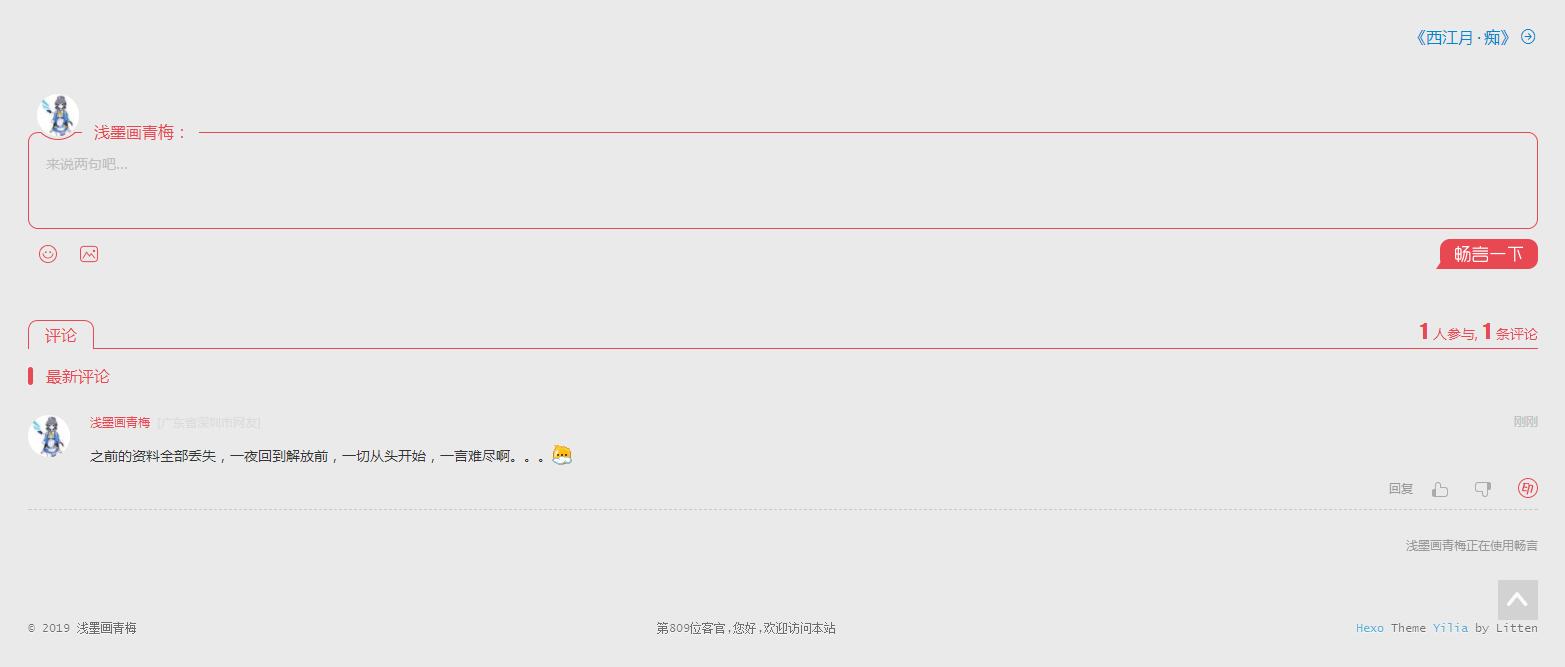 《西江月·痴》
浅墨画青梅：
来说两句吧...
畅言一下
评论
1人参与, 1条评论
最新评论
浅墨画青梅 [广东省深圳市网友]
刚刚
之前的资料全部丢失，一夜回到解放前，一切从头开始，一言难尽啊。。。
回复
印
浅墨画青梅正在使用畅言
© 2019 浅墨画青梅
第809位客官,您好,欢迎访问本站
Hexo Theme Yilia by Litten